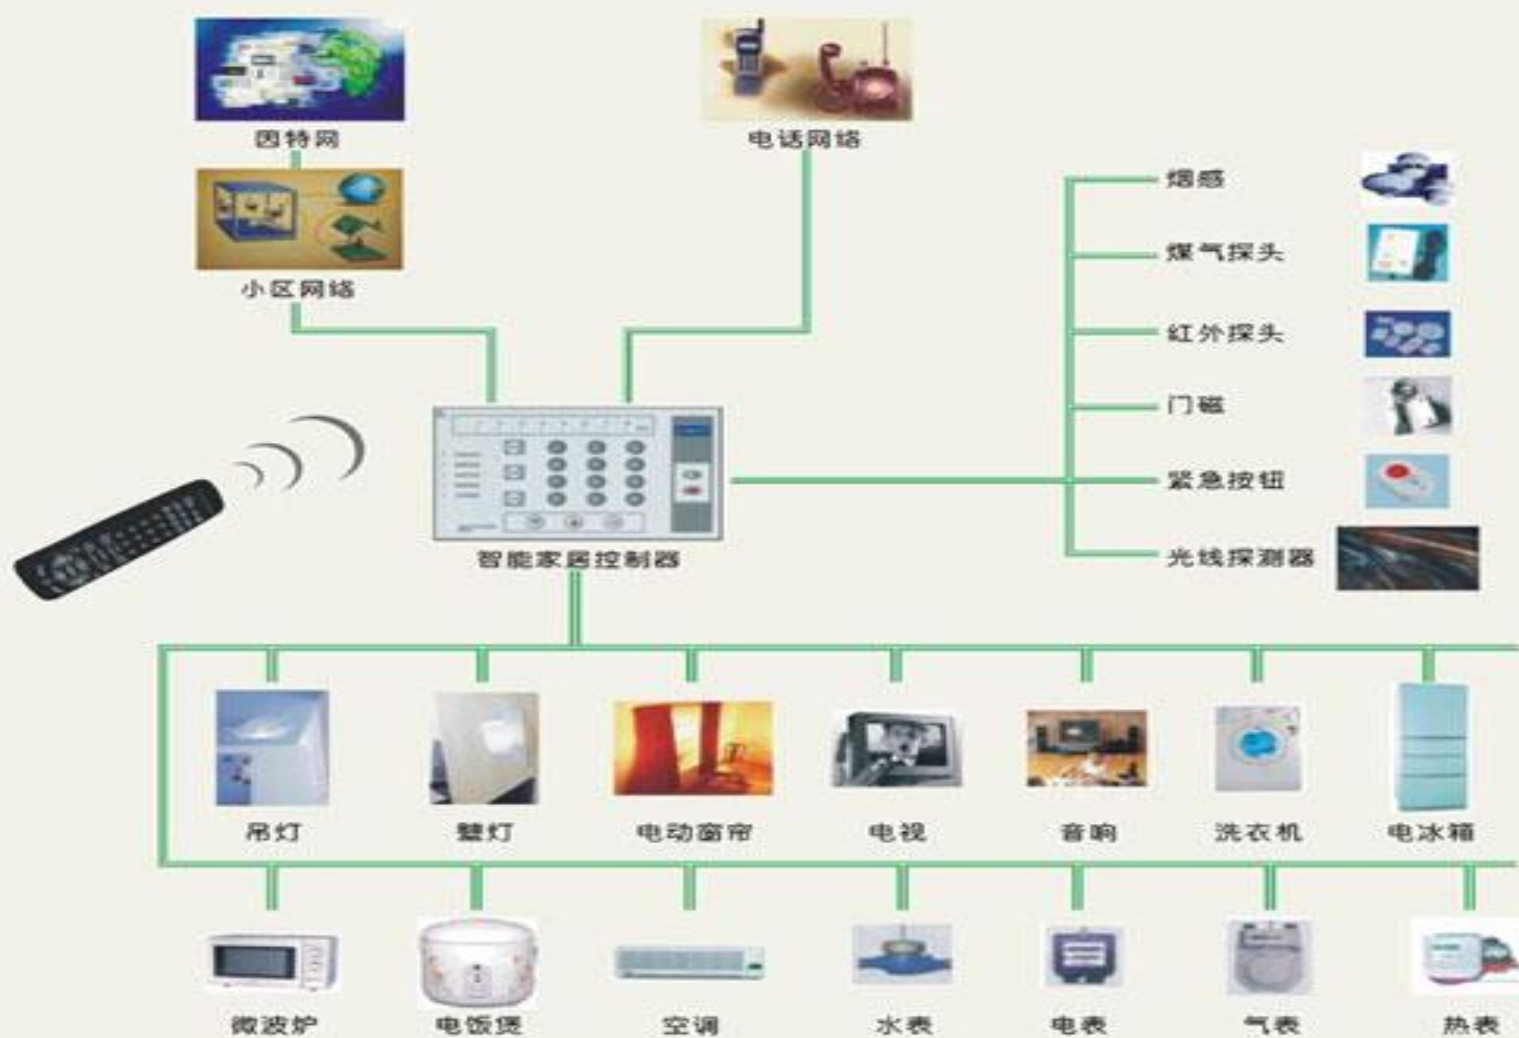 因特网
电话网络
小区网络
烟感
煤气探头
红外探头
门磁
紧急按钮
光线探测器
智能家居控制器
吊灯
壁灯
电动窗帘
电视
音响
洗衣机
电冰箱
微波炉
电饭煲
空调
水表
电表
气表
热表